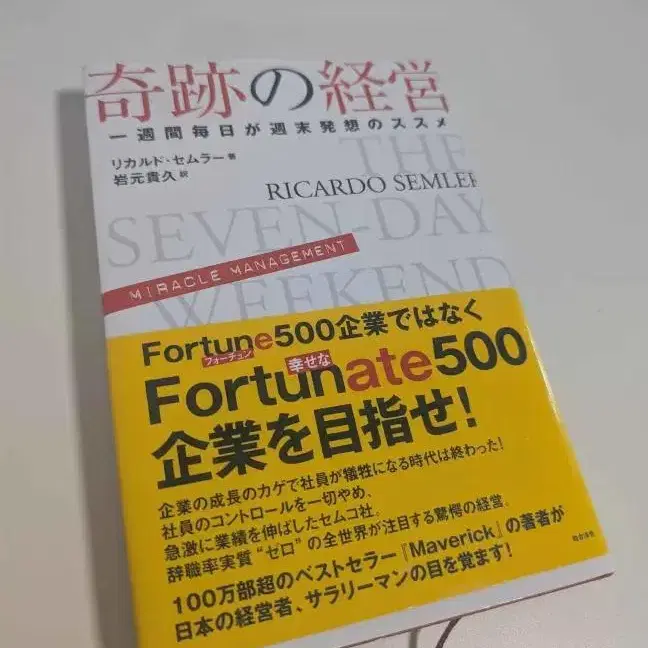 奇跡の経営
一週間毎日が週末発想のススメ
リカルド・セムラー 著
岩元貴久 訳
THE
RICARDO SEMLER
SEVEN-DAY
MIRACLE MANAGEMENT
WEEKEND
Fortune500企業ではなく
フォーチュン
幸せな
Fortunate500
企業を目指せ!
企業の成長のカゲで社員が犠牲になる時代は終わった!
社員のコントロールを一切やめ、
急激に業績を伸ばしたセムコ社。
辞職率実質“ゼロ”の全世界が注目する驚愕の経営。
100万部超のベストセラー『Maverick』の著者が
日本の経営者、サラリーマンの目を覚ます!
総合法令